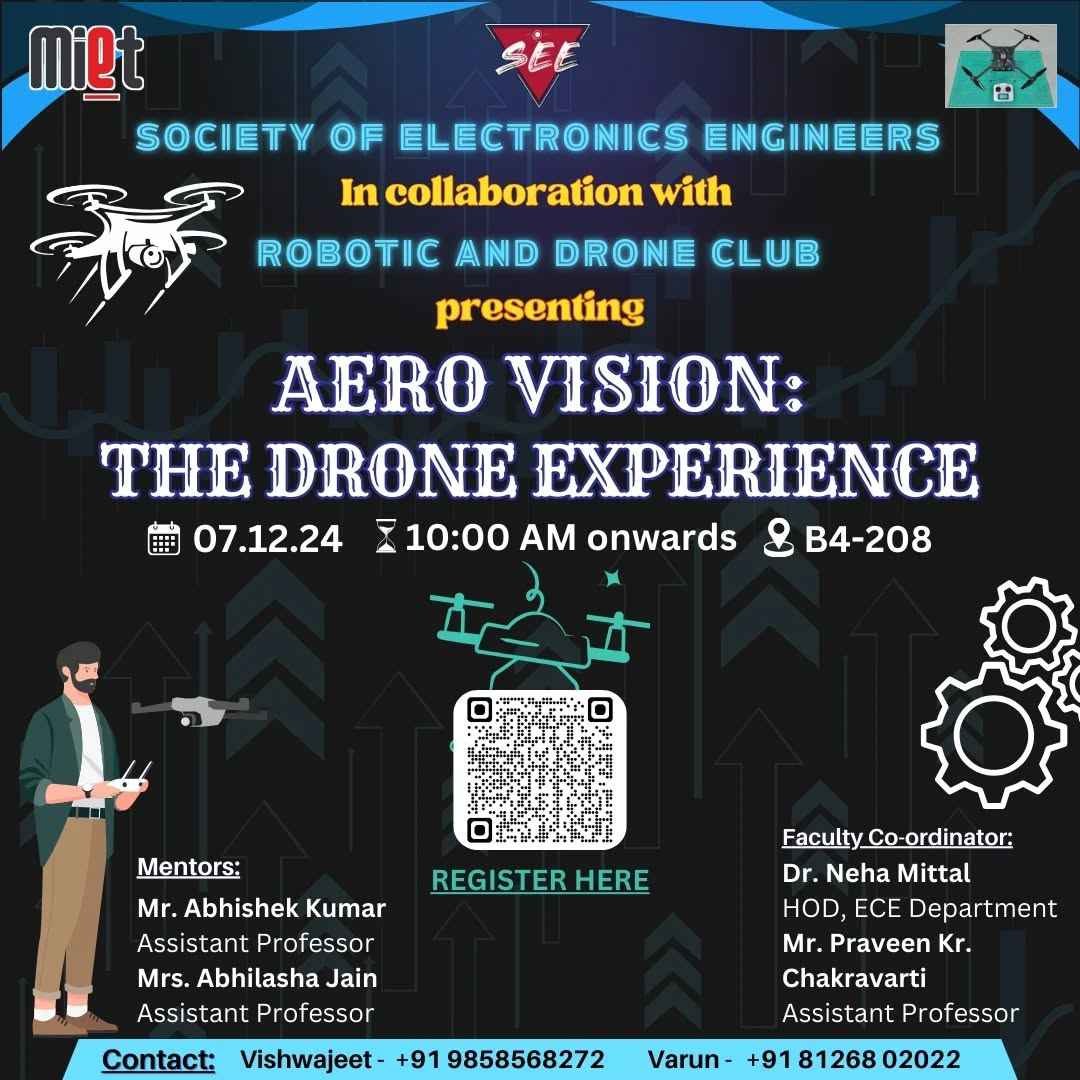 miet
SEE
SOCIETY OF ELECTRONICS ENGINEERS
In collaboration with
ROBOTIC AND DRONE CLUB
presenting
AERO VISION:
THE DRONE EXPERIENCE
07.12.24 10:00 AM onwards B4-208
REGISTER HERE
Mentors:
Mr. Abhishek Kumar
Assistant Professor
Mrs. Abhilasha Jain
Assistant Professor
Faculty Co-ordinator:
Dr. Neha Mittal
HOD, ECE Department
Mr. Praveen Kr.
Chakravarti
Assistant Professor
Contact: Vishwajeet - +91 9858568272 Varun - +91 81268 02022